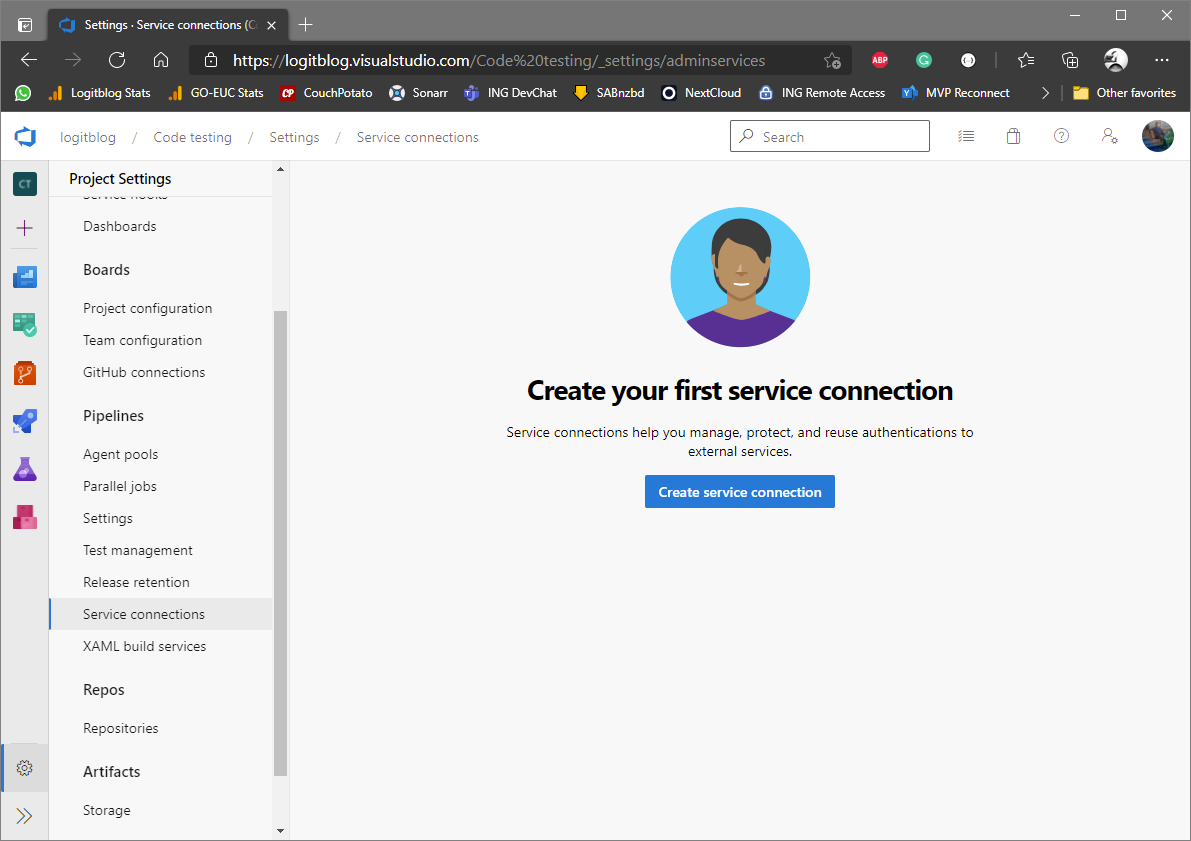 Settings · Service connections (C
https://logitblog.visualstudio.com/Code%20testing/_settings/adminservices
ABP
Logitblog Stats
GO-EUC Stats
CP
CouchPotato
Sonarr
ING DevChat
SABnzbd
NextCloud
ING Remote Access
MVP Reconnect
Other favorites
logitblog / Code testing / Settings / Service connections
Search
CT
Project Settings
Service hooks
Dashboards
Boards
Project configuration
Team configuration
GitHub connections
Pipelines
Agent pools
Parallel jobs
Settings
Test management
Release retention
Service connections
XAML build services
Repos
Repositories
Artifacts
Storage
Create your first service connection
Service connections help you manage, protect, and reuse authentications to
external services.
Create service connection